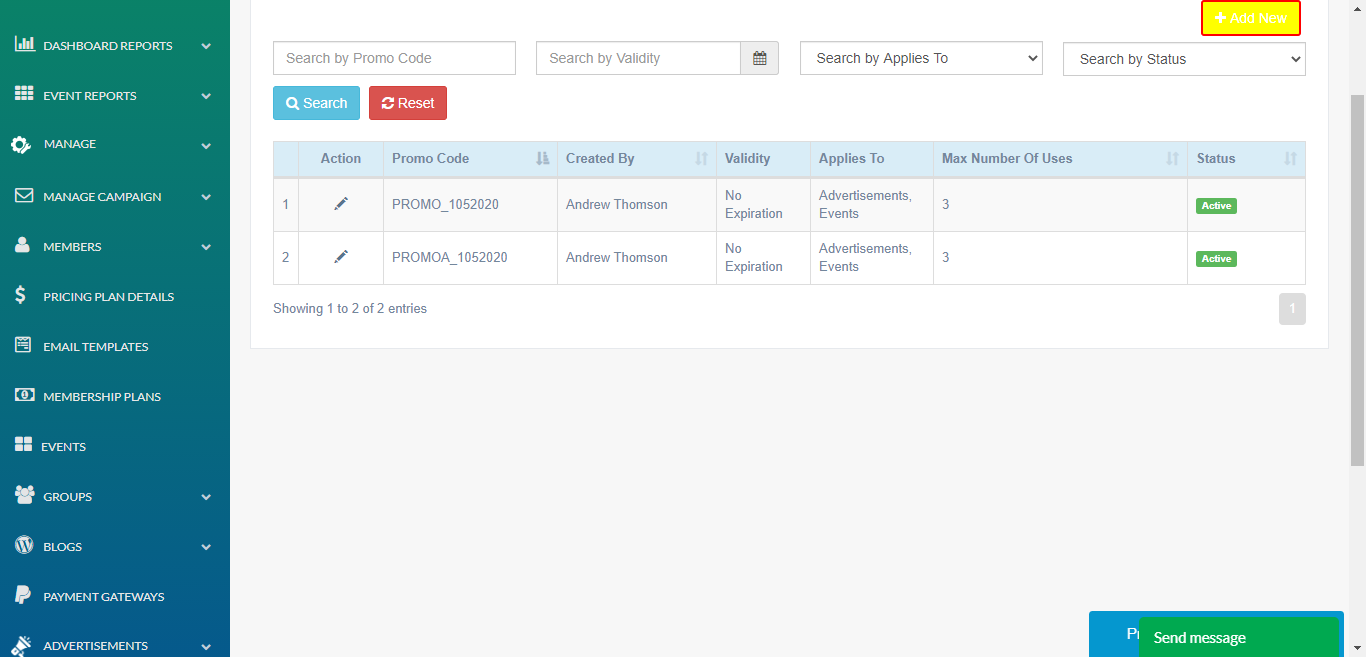 DASHBOARD REPORTS
EVENT REPORTS
MANAGE
MANAGE CAMPAIGN
MEMBERS
PRICING PLAN DETAILS
EMAIL TEMPLATES
MEMBERSHIP PLANS
EVENTS
GROUPS
BLOGS
PAYMENT GATEWAYS
ADVERTISEMENTS
Add New
Search by Promo Code Search by Validity Search by Applies To Search by Status
Search Reset
Action Promo Code Created By Validity Applies To Max Number Of Uses Status
1 PROMO_1052020 Andrew Thomson No Expiration Advertisements, Events 3 Active
2 PROMOA_1052020 Andrew Thomson No Expiration Advertisements, Events 3 Active
Showing 1 to 2 of 2 entries 1
Send message